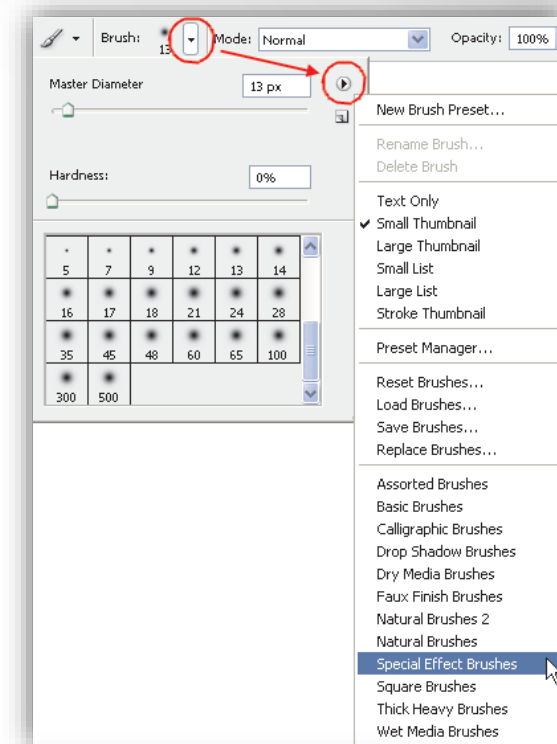 Brush:
13
Mode: Normal
Opacity: 100%
Master Diameter
13 px
Hardness:
0%
5 7 9 12 13 14
16 17 18 21 24 28
35 45 48 60 65 100
300 500
New Brush Preset...
Rename Brush...
Delete Brush
Text Only
Small Thumbnail
Large Thumbnail
Small List
Large List
Stroke Thumbnail
Preset Manager...
Reset Brushes...
Load Brushes...
Save Brushes...
Replace Brushes...
Assorted Brushes
Basic Brushes
Calligraphic Brushes
Drop Shadow Brushes
Dry Media Brushes
Faux Finish Brushes
Natural Brushes 2
Natural Brushes
Special Effect Brushes
Square Brushes
Thick Heavy Brushes
Wet Media Brushes